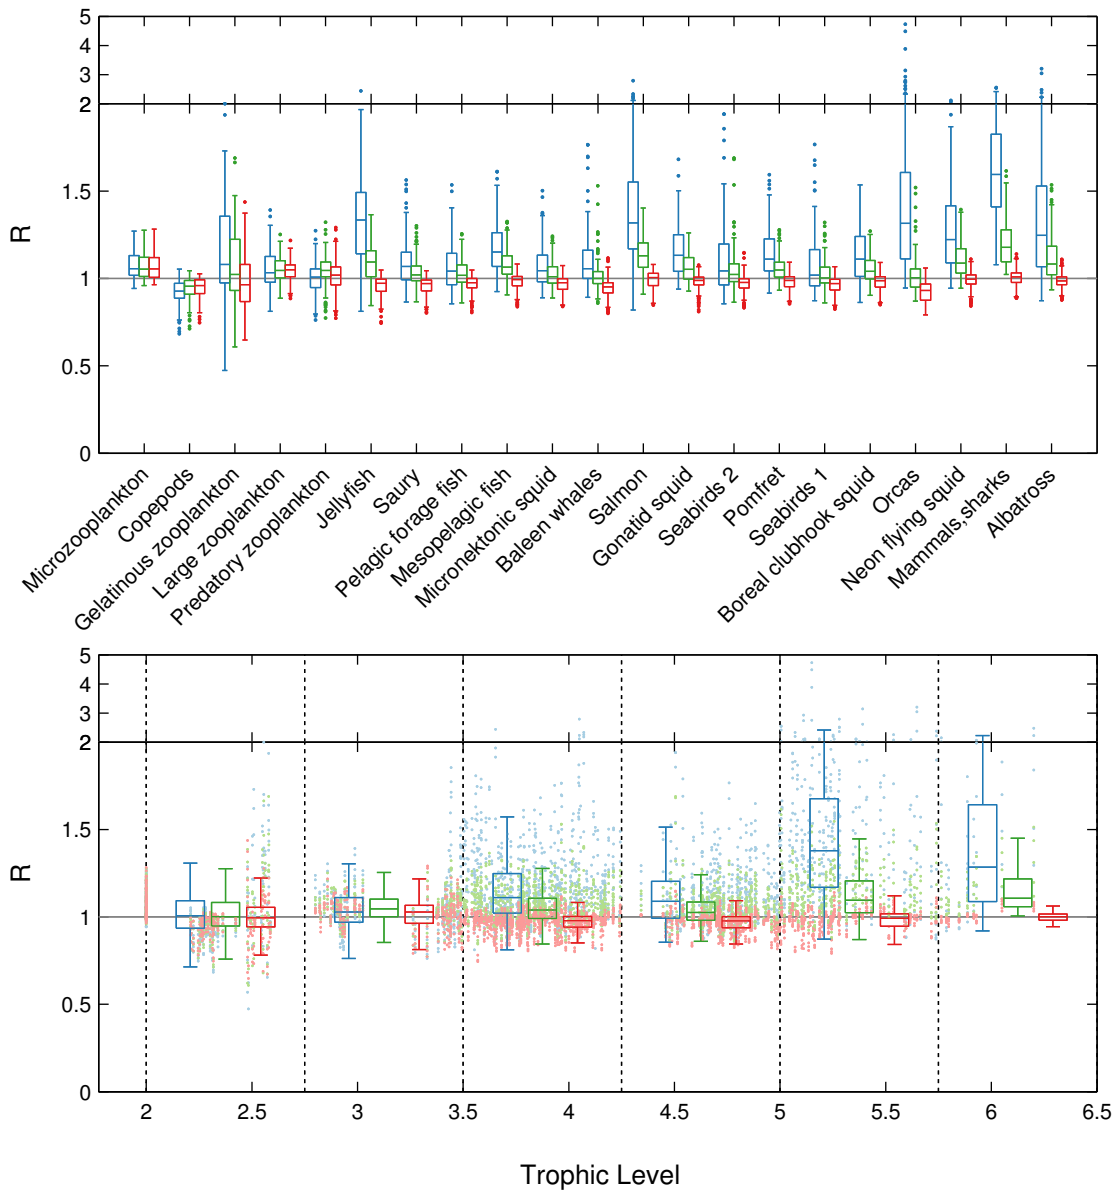 5
4
3
2
1.5
1
0.5
0
R
Microzooplankton
Copepods
Gelatinous zooplankton
Large zooplankton
Predatory zooplankton
Jellyfish
Saury
Pelagic forage fish
Mesopelagic fish
Micronektonic squid
Baleen whales
Salmon
Gonatid squid
Seabirds 2
Pomfret
Seabirds 1
Boreal clubhook squid
Orcas
Neon flying squid
Mammals,sharks
Albatross
5
4
3
2
1.5
1
0.5
0
R
2 2.5 3 3.5 4 4.5 5 5.5 6 6.5
Trophic Level